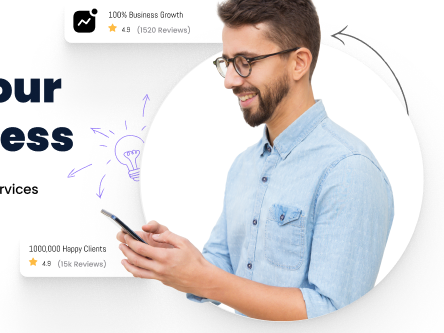 100% Business Growth
4.9 (1520 Reviews)
our
ess
rvices
1000,000 Happy Clients
4.9 (15k Reviews)